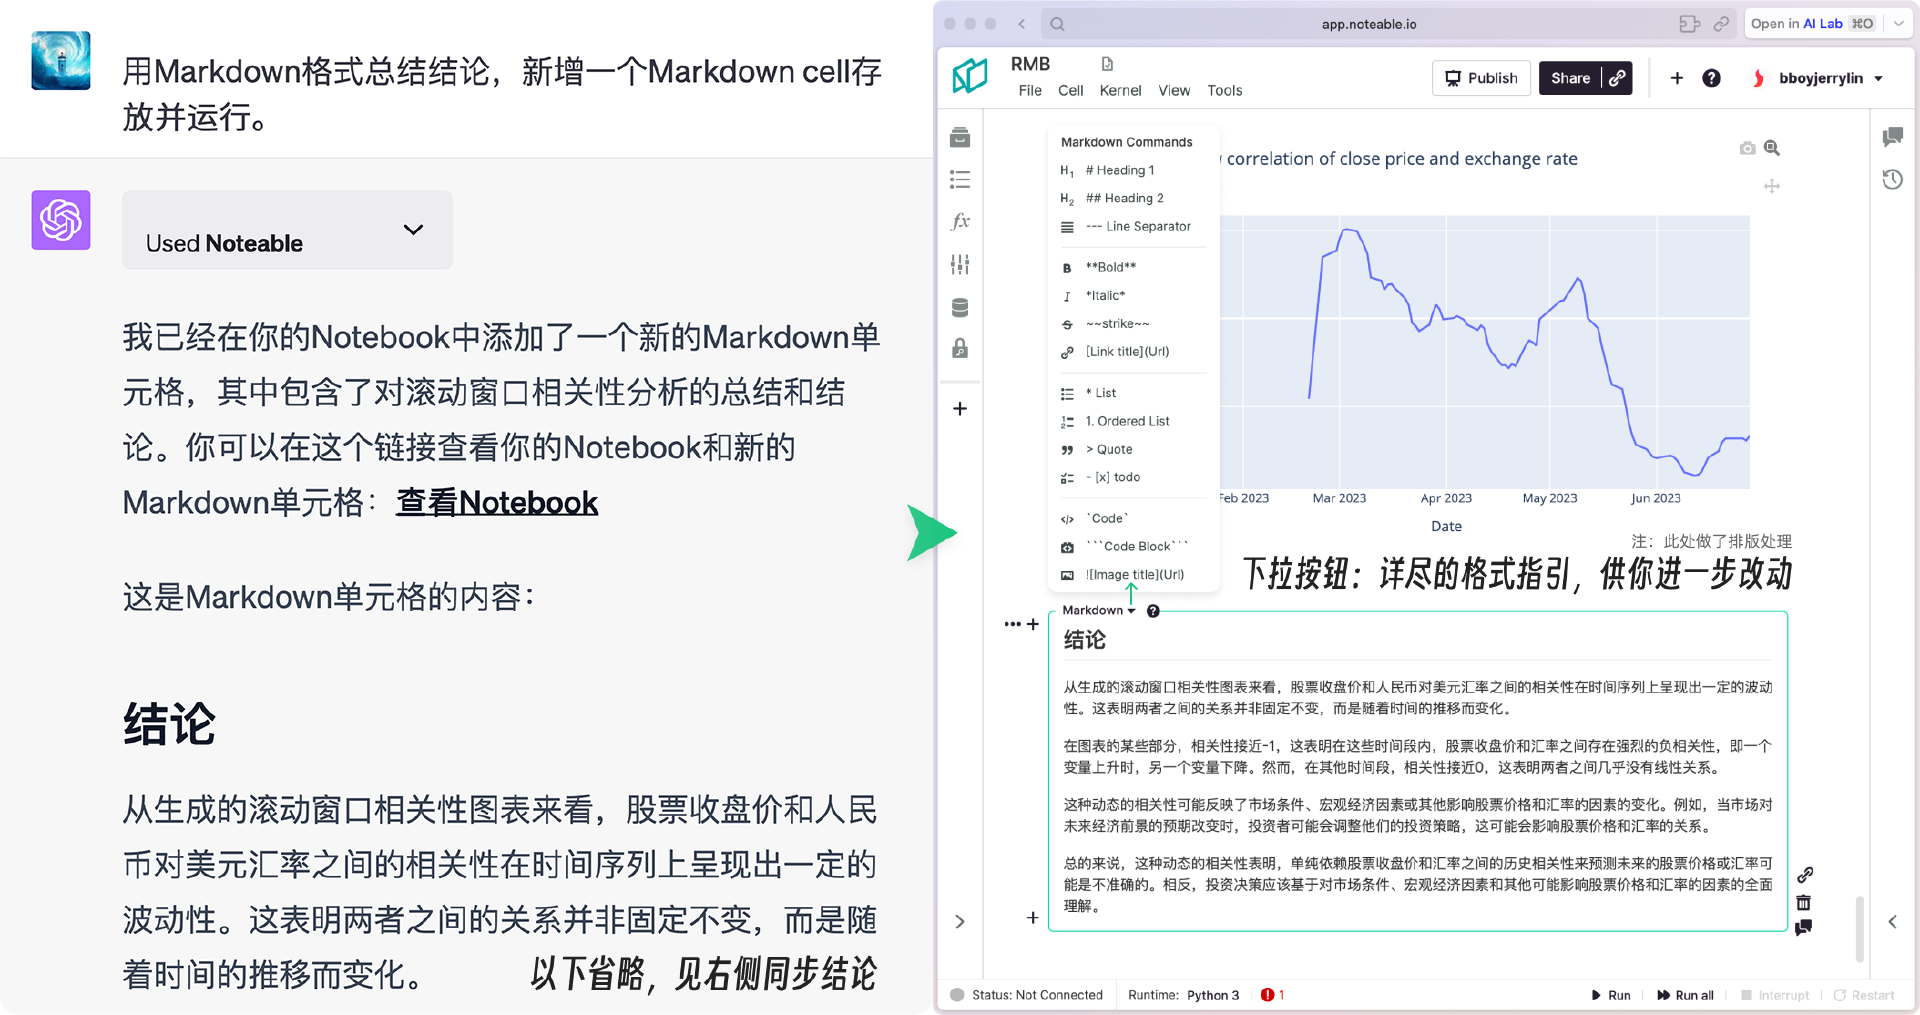 用Markdown格式总结结论，新增一个Markdown cell存
放并运行。
Used Noteable
我已经在你的Notebook中添加了一个新的Markdown单
元格，其中包含了对滚动窗口相关性分析的总结和结
论。你可以在这个链接查看你的Notebook和新的
Markdown单元格：查看Notebook
这是Markdown单元格的内容：
结论
从生成的滚动窗口相关性图表来看，股票收盘价和人民
币对美元汇率之间的相关性在时间序列上呈现出一定的
波动性。这表明两者之间的关系并非固定不变，而是随
着时间的推移而变化。
以下省略，见右侧同步结论
app.noteable.io
Open in AI Lab ⌘O
RMB
File Cell Kernel View Tools
Publish
Share
bboyjerrylin
Markdown Commands
H1 # Heading 1
H2 ## Heading 2
--- Line Separator
B **Bold**
I *Italic*
S ~~strike~~
[Link title](Url)
* List
1. Ordered List
> Quote
- [x] todo
`Code`
```Code Block```
![Image title](Url)
correlation of close price and exchange rate
Feb 2023
Mar 2023
Apr 2023
May 2023
Jun 2023
Date
注：此处做了排版处理
下拉按钮：详尽的格式指引，供你进一步改动
Markdown
结论
从生成的滚动窗口相关性图表来看，股票收盘价和人民币对美元汇率之间的相关性在时间序列上呈现出一定的波动
性。这表明两者之间的关系并非固定不变，而是随着时间的推移而变化。
在图表的某些部分，相关性接近-1，这表明在这些时间段内，股票收盘价和汇率之间存在强烈的负相关性，即一个
变量上升时，另一个变量下降。然而，在其他时间段，相关性接近0，这表明两者之间几乎没有线性关系。
这种动态的相关性可能反映了市场条件、宏观经济因素或其他影响股票价格和汇率的因素的变化。例如，当市场对
未来经济前景的预期改变时，投资者可能会调整他们的投资策略，这可能会影响股票价格和汇率的关系。
总的来说，这种动态的相关性表明，单纯依赖股票收盘价和汇率之间的历史相关性来预测未来的股票价格或汇率可
能是不准确的。相反，投资决策应该基于对市场条件、宏观经济因素和其他可能影响股票价格和汇率的因素的全面
理解。
Status: Not Connected
Runtime: Python 3
1
Run
Run all
Interrupt
Restart